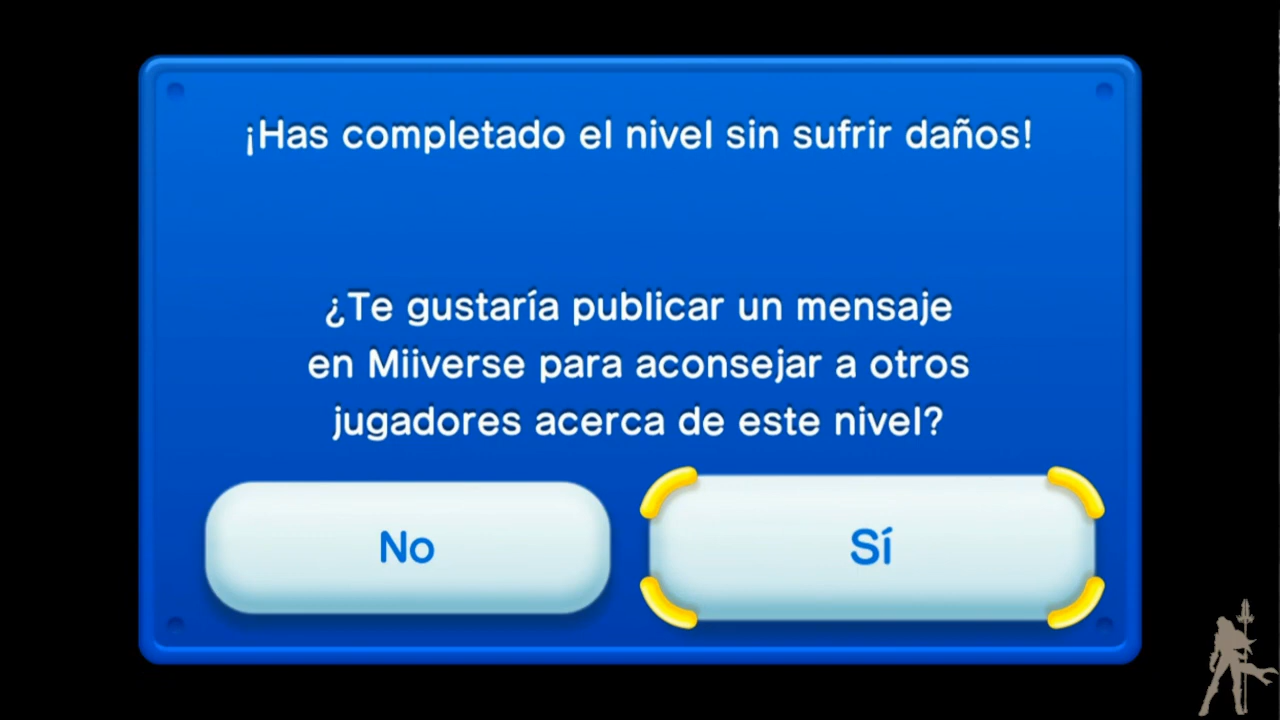 ¡Has completado el nivel sin sufrir daños!
¿Te gustaría publicar un mensaje
en Miiverse para aconsejar a otros
jugadores acerca de este nivel?
No
Sí